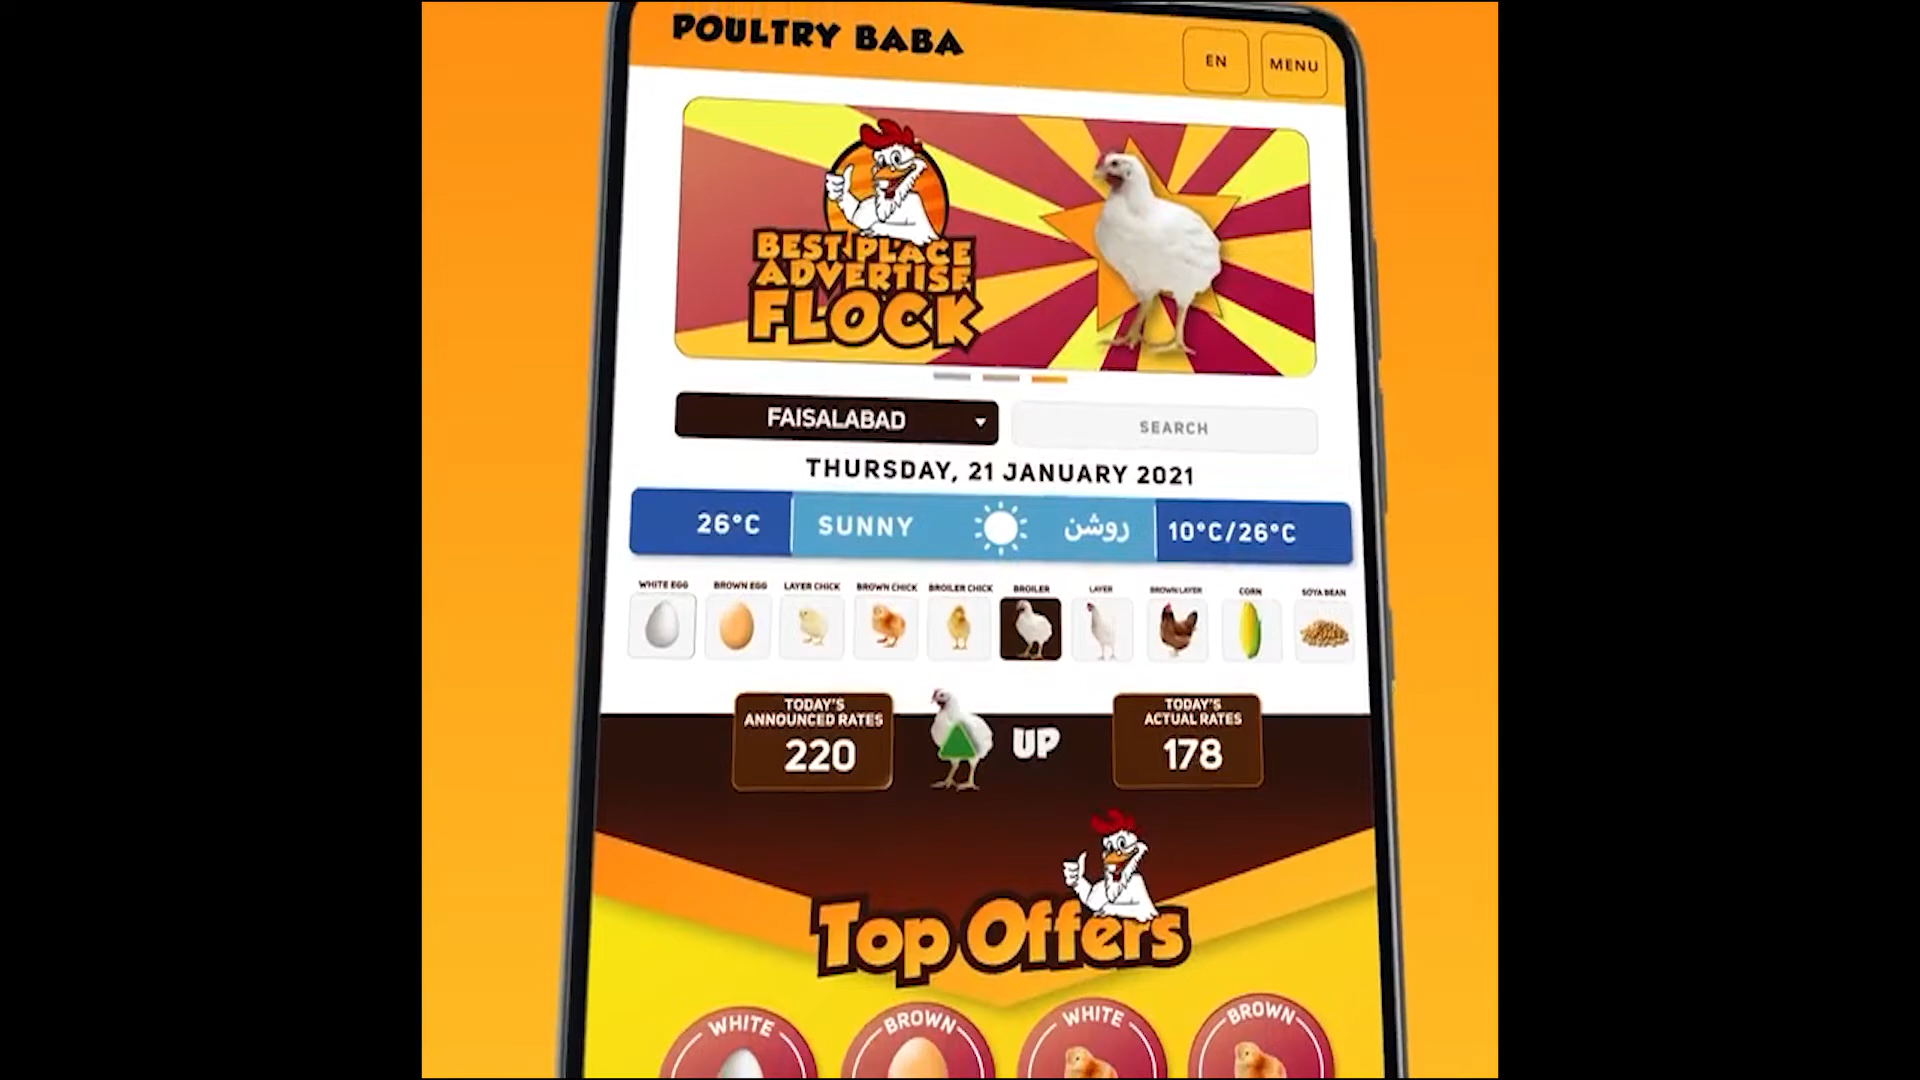 POULTRY BABA
EN
MENU
BEST PLACE
ADVERTISE
FLOCK
FAISALABAD
SEARCH
THURSDAY, 21 JANUARY 2021
26°C
SUNNY
روشن
10°C/26°C
WHITE EGG
BROWN EGG
LAYER CHICK
BROWN CHICK
BROILER CHICK
BROILER
LAYER
BROWN LAYER
CORN
SOYA BEAN
TODAY'S
ANNOUNCED RATES
220
UP
TODAY'S
ACTUAL RATES
178
Top Offers
WHITE
BROWN
WHITE
BROWN